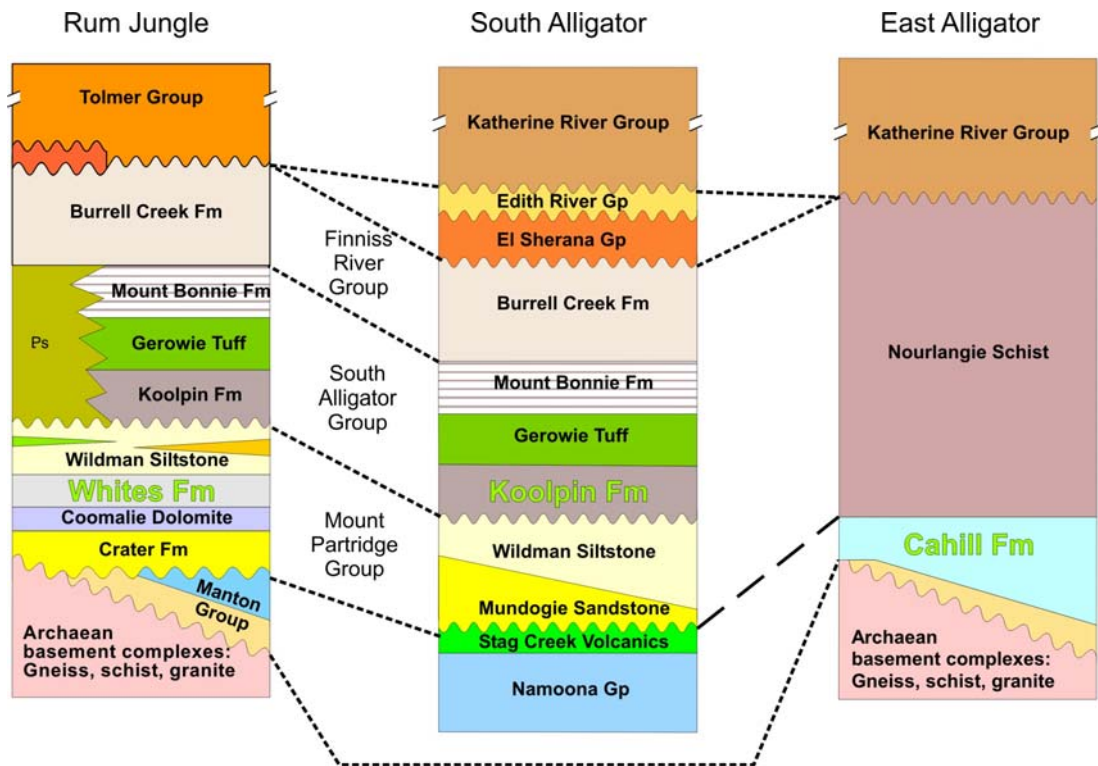 Rum Jungle
South Alligator
East Alligator
Tolmer Group
Burrell Creek Fm
Mount Bonnie Fm
Ps
Gerowie Tuff
Koolpin Fm
Wildman Siltstone
Whites Fm
Coomalie Dolomite
Crater Fm
Manton
Group
Archaean
basement complexes:
Gneiss, schist, granite
Finniss
River
Group
South
Alligator
Group
Mount
Partridge
Group
Katherine River Group
Edith River Gp
El Sherana Gp
Burrell Creek Fm
Mount Bonnie Fm
Gerowie Tuff
Koolpin Fm
Wildman Siltstone
Mundogie Sandstone
Stag Creek Volcanics
Namoona Gp
Katherine River Group
Nourlangie Schist
Cahill Fm
Archaean
basement complexes:
Gneiss, schist, granite